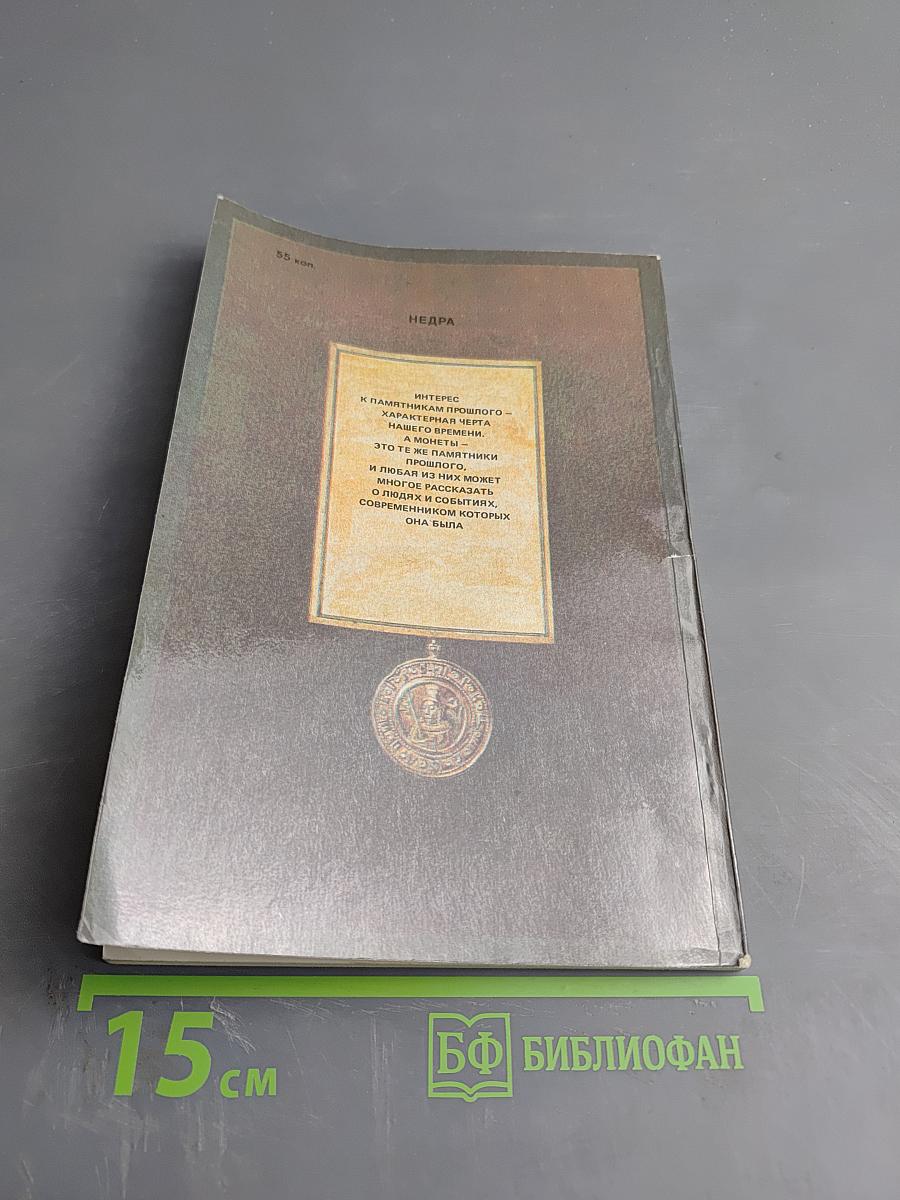 55 коп.
НЕДРА
ИНТЕРЕС
К ПАМЯТНИКАМ ПРОШЛОГО —
ХАРАКТЕРНАЯ ЧЕРТА
НАШЕГО ВРЕМЕНИ.
А МОНЕТЫ —
ЭТО ТЕ ЖЕ ПАМЯТНИКИ
ПРОШЛОГО,
И ЛЮБАЯ ИЗ НИХ МОЖЕТ
МНОГОЕ РАССКАЗАТЬ
О ЛЮДЯХ И СОБЫТИЯХ,
СОВРЕМЕННИКОМ КОТОРЫХ
ОНА БЫЛА
15 см
БФ БИБЛИОФАН